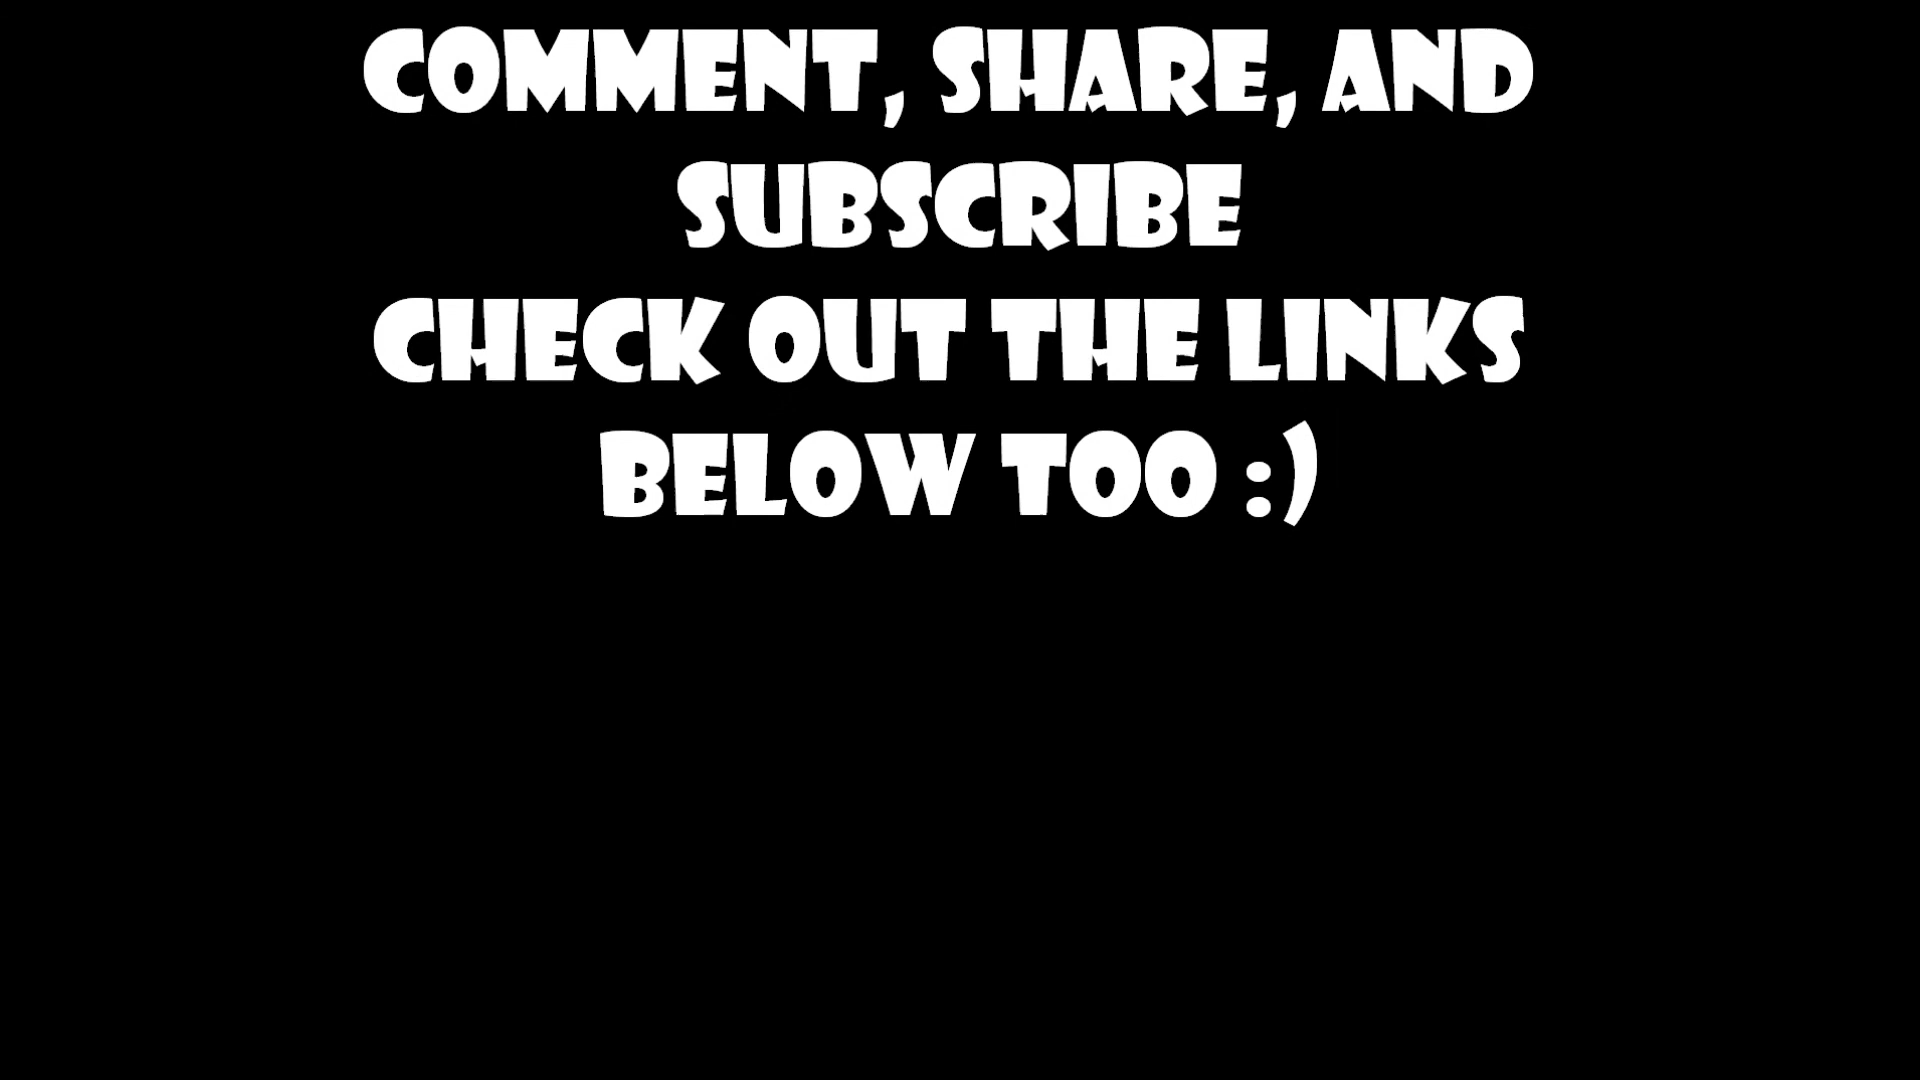 COMMENT, SHARE, AND
SUBSCRIBE
CHECK OUT THE LINKS
BELOW TOO :)